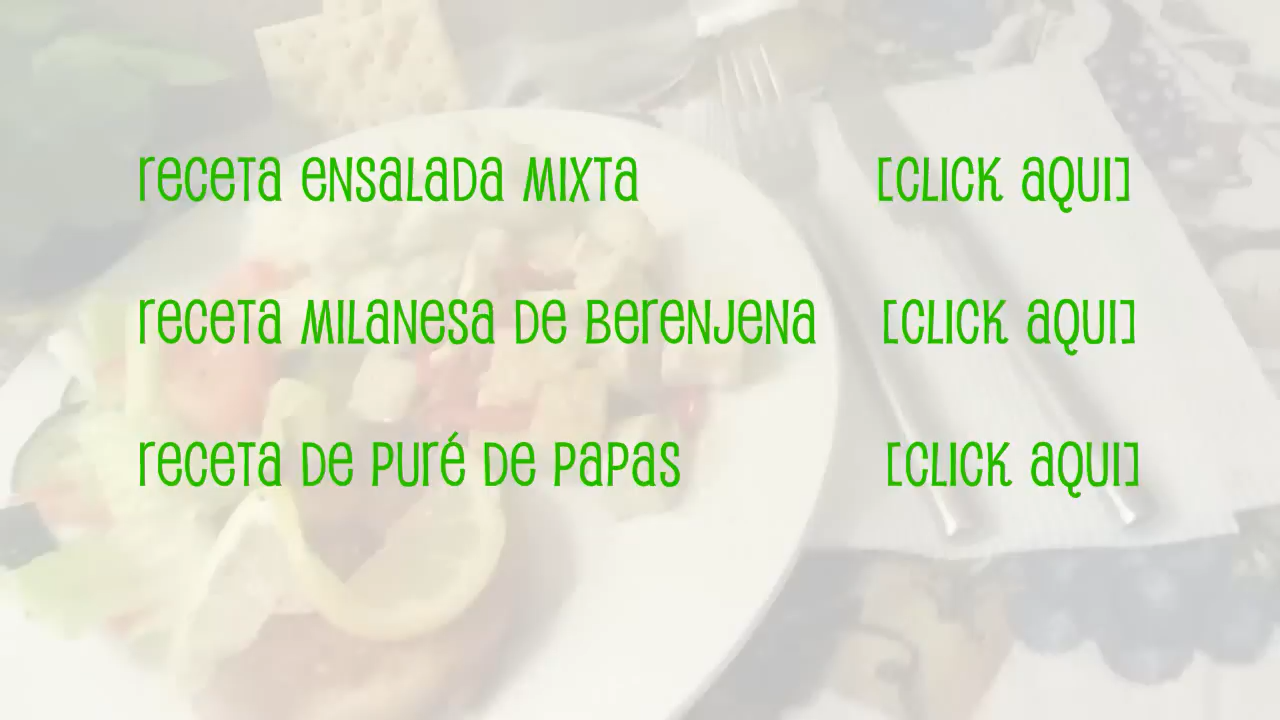 receta ensalada mixta [click aqui]
receta milanesa de berenjena [click aqui]
receta de puré de papas [click aqui]